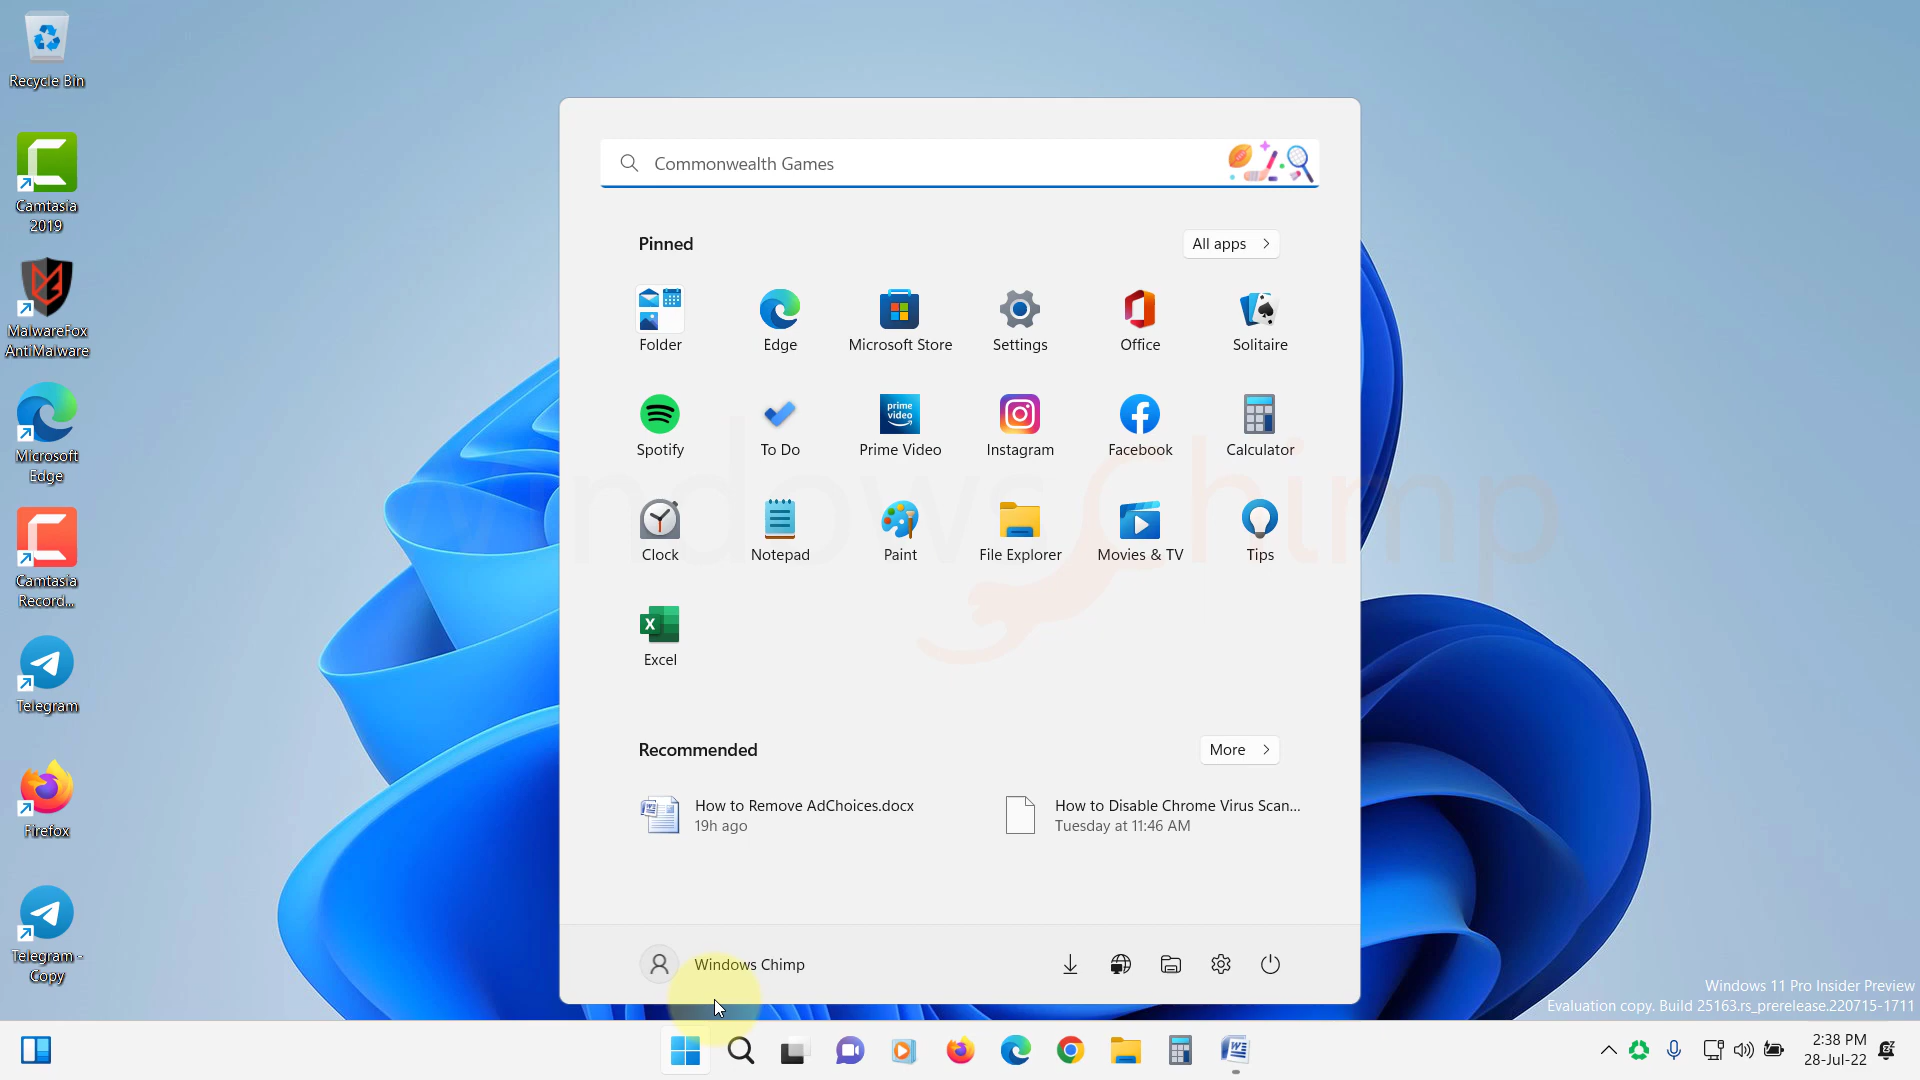 Recycle Bin
Camtasia
2019
MalwareFox
AntiMalware
Microsoft
Edge
Camtasia
Record...
Telegram
Firefox
Telegram -
Copy
Commonwealth Games
Pinned
All apps
Folder
Edge
Microsoft Store
Settings
Office
Solitaire
Spotify
To Do
prime
video
Prime Video
Instagram
Facebook
Calculator
WindowsChimp
Clock
Notepad
Paint
File Explorer
Movies & TV
Tips
Excel
Recommended
More
How to Remove AdChoices.docx
19h ago
How to Disable Chrome Virus Scan...
Tuesday at 11:46 AM
Windows Chimp
Windows 11 Pro Insider Preview
Evaluation copy. Build 25163.rs_prerelease.220715-1711
2:38 PM
28-Jul-22